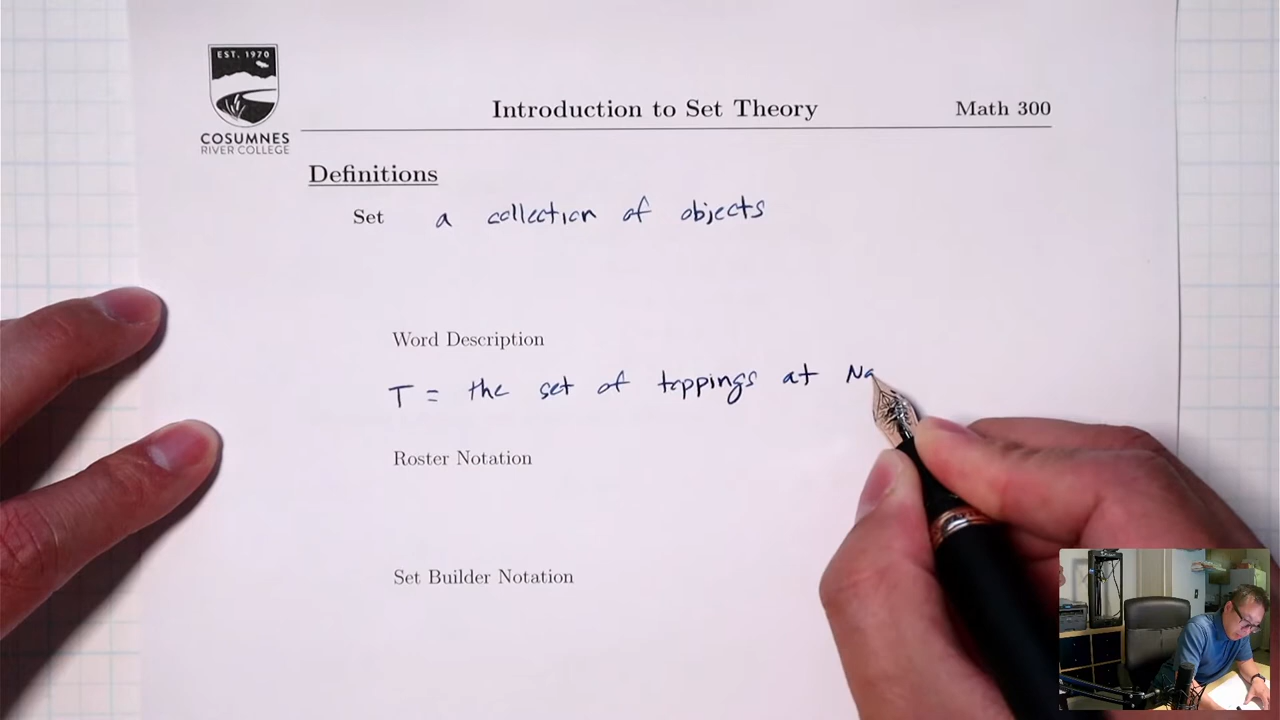 EST. 1970
COSUMNES
RIVER COLLEGE
Introduction to Set Theory
Math 300
Definitions
Set a collection of objects
Word Description
T = the set of toppings at Na
Roster Notation
Set Builder Notation